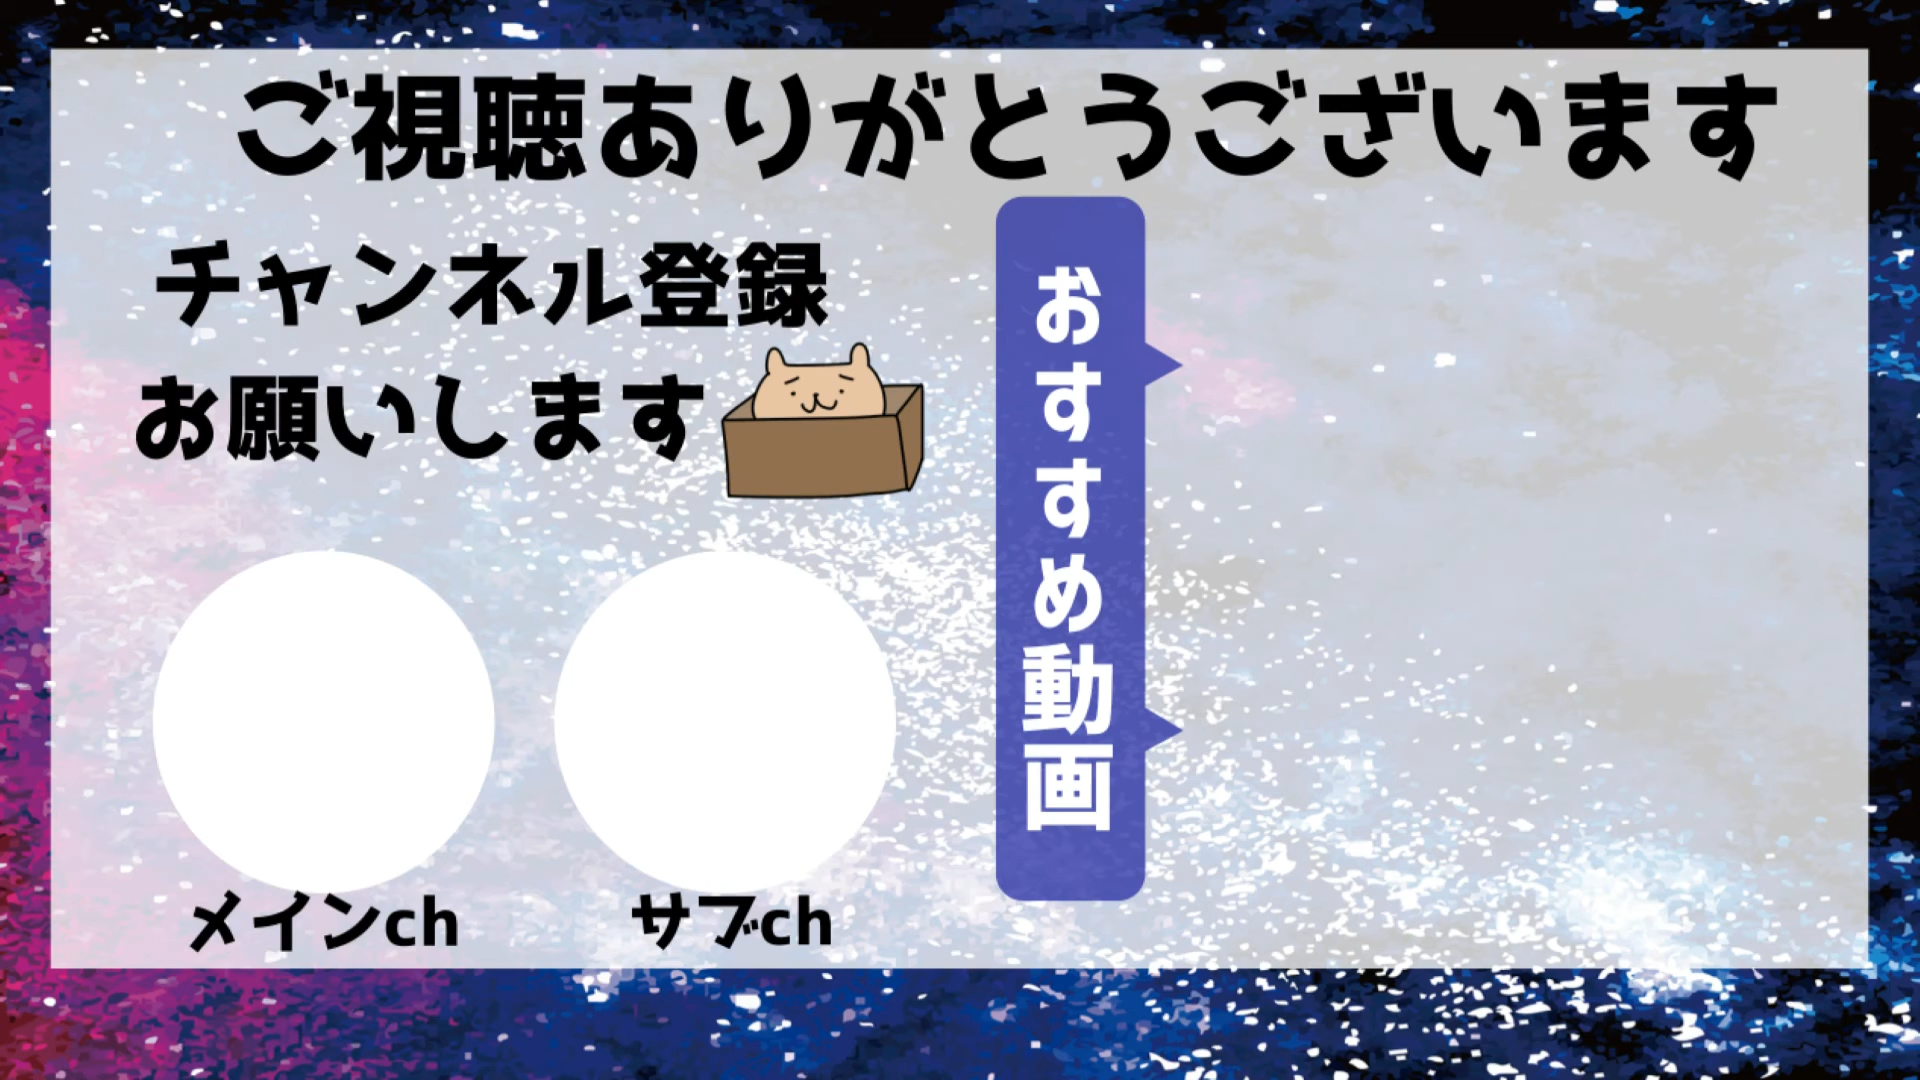 ご視聴ありがとうございます
チャンネル登録
お願いします
おすすめ動画
メインch
サブch